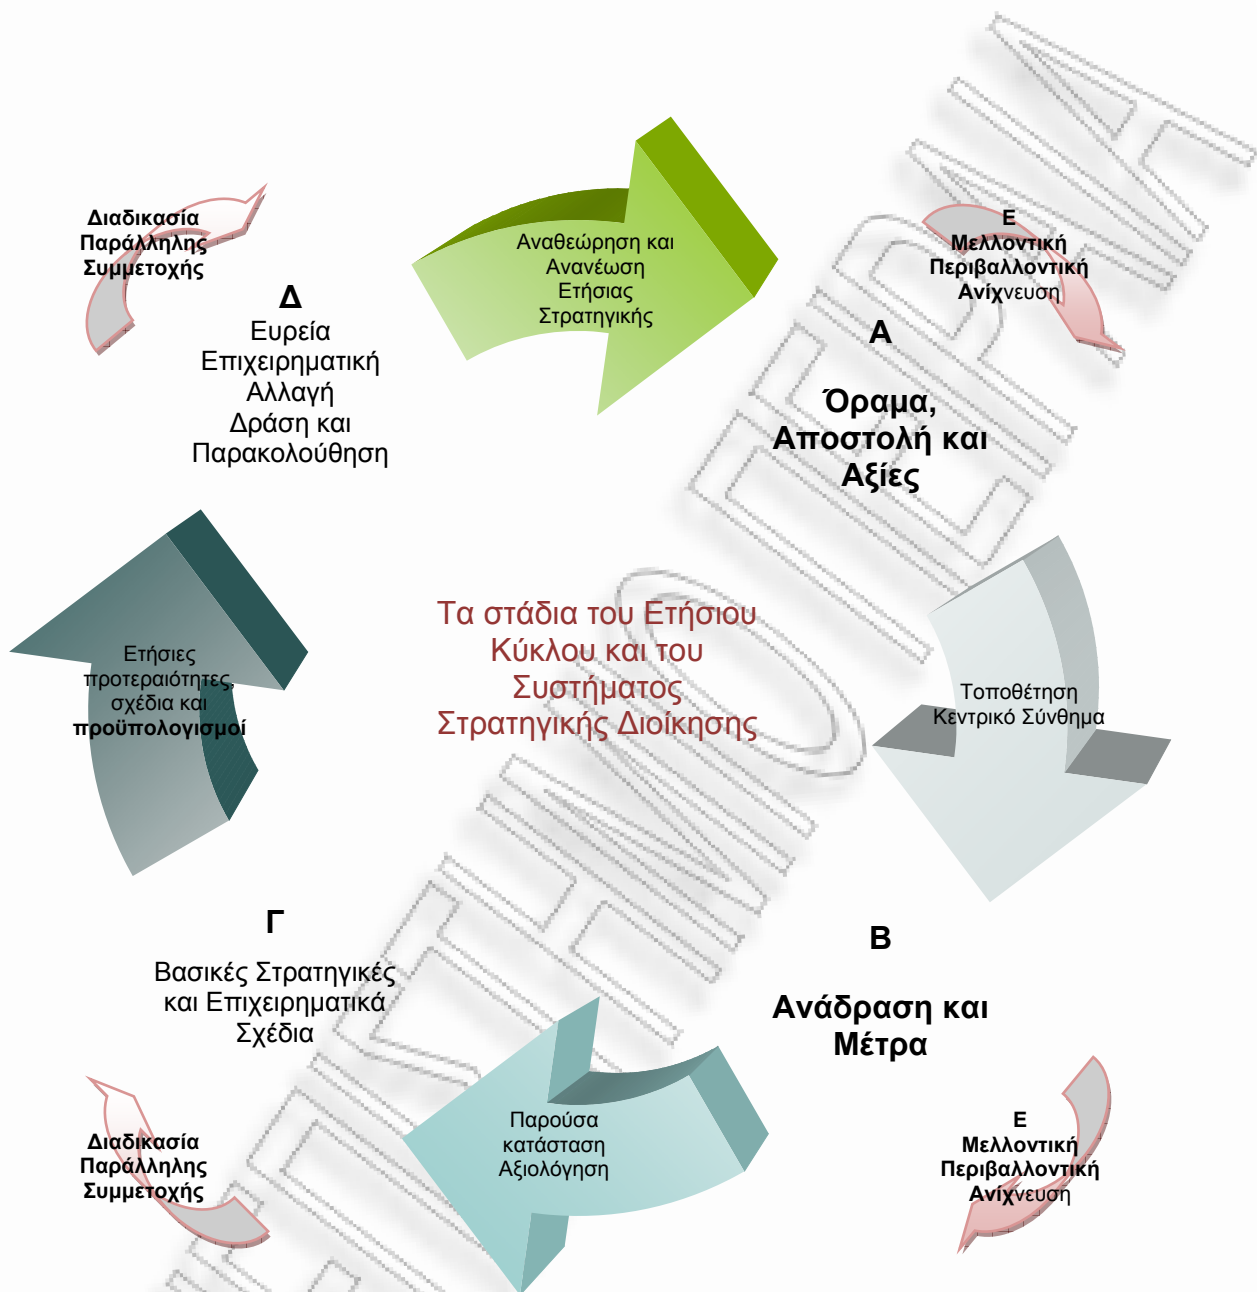 Διαδικασία
Παράλληλης
Συμμετοχής
Δ
Ευρεία
Επιχειρηματική
Αλλαγή
Δράση και
Παρακολούθηση
Αναθεώρηση και
Ανανέωση
Ετήσιας
Στρατηγικής
Ε
Μελλοντική
Περιβαλλοντική
Ανίχνευση
Α
Όραμα,
Αποστολή και
Αξίες
Ετήσιες
προτεραιότητες,
σχέδια και
προϋπολογισμοί
Τα στάδια του Ετήσιου
Κύκλου και του
Συστήματος
Στρατηγικής Διοίκησης
Τοποθέτηση
Κεντρικό Σύνθημα
Γ
Βασικές Στρατηγικές
και Επιχειρηματικά
Σχέδια
Β
Ανάδραση και
Μέτρα
Διαδικασία
Παράλληλης
Συμμετοχής
Παρούσα
κατάσταση
Αξιολόγηση
Ε
Μελλοντική
Περιβαλλοντική
Ανίχνευση